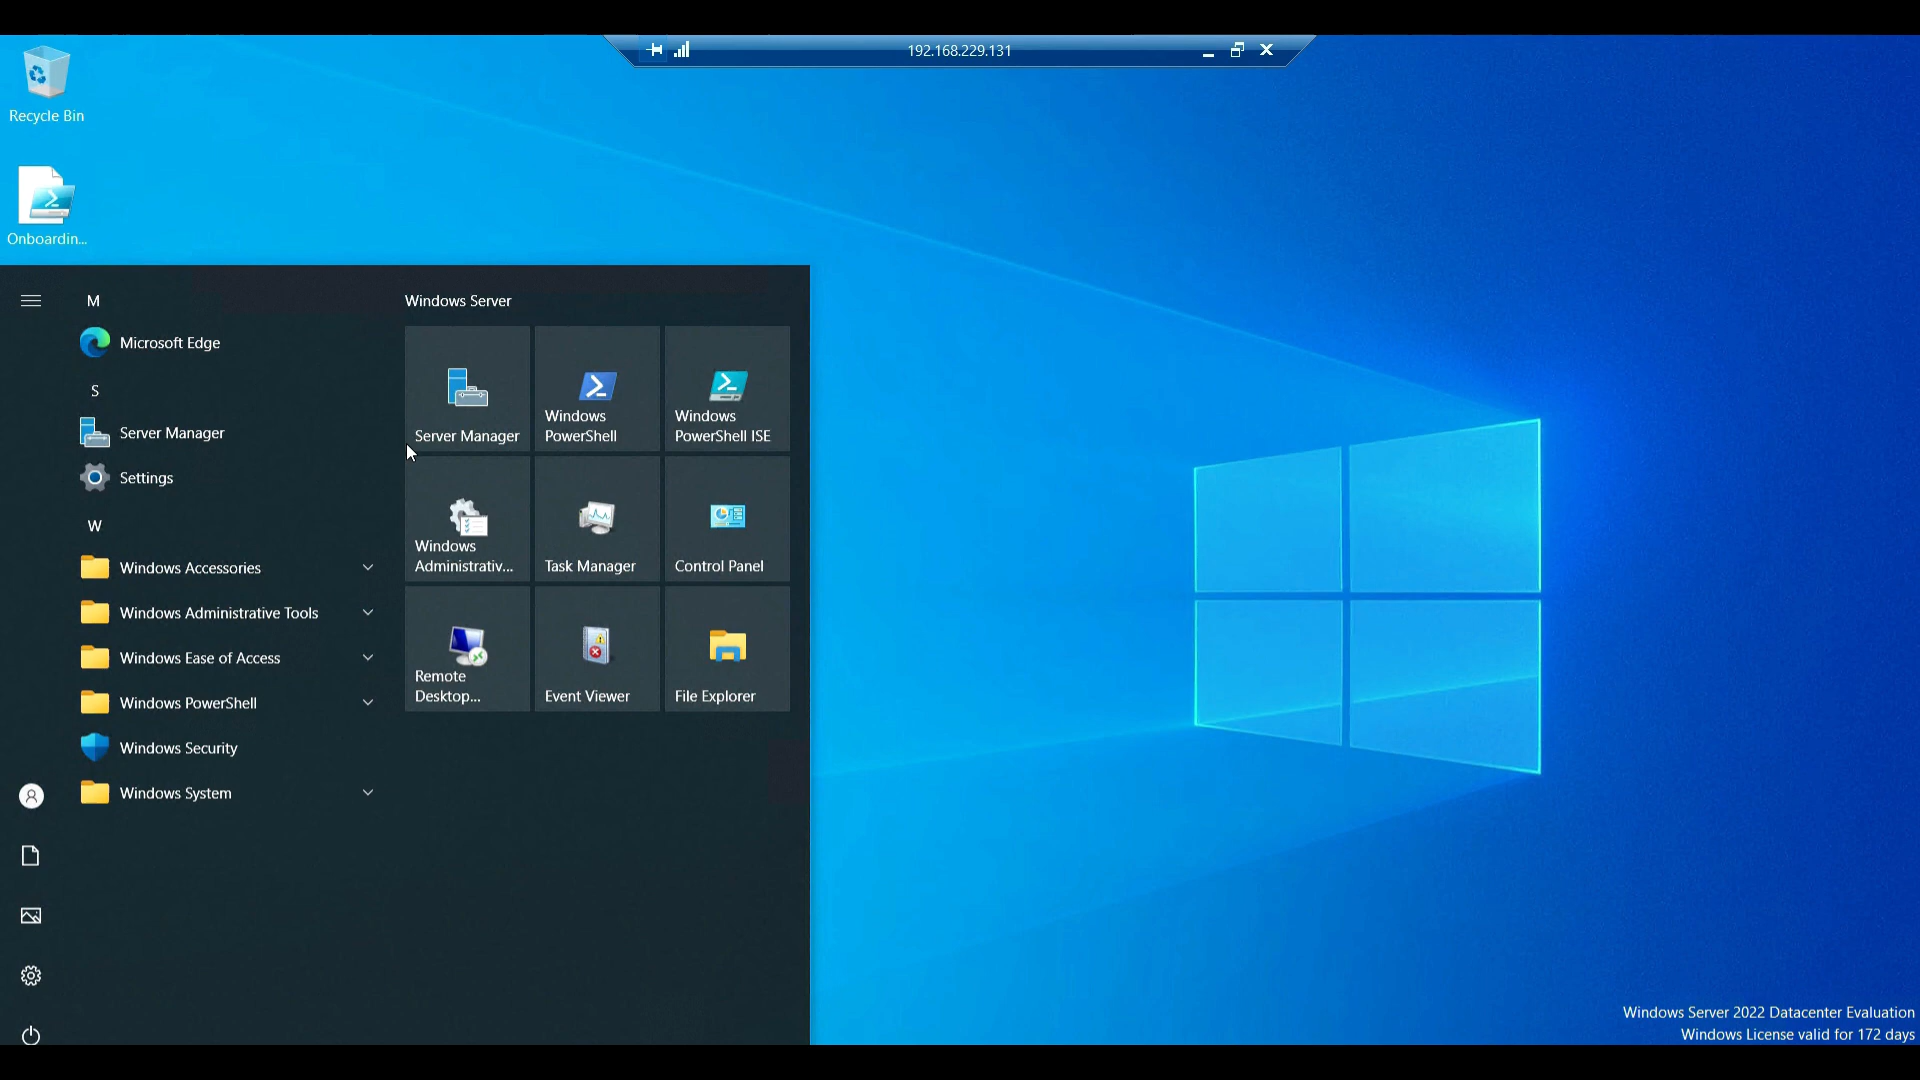 192.168.229.131
Recycle Bin
Onboardin...
M
Microsoft Edge
S
Server Manager
Settings
W
Windows Accessories
Windows Administrative Tools
Windows Ease of Access
Windows PowerShell
Windows Security
Windows System
Windows Server
Server Manager
Windows
PowerShell
Windows
PowerShell ISE
Windows
Administrativ...
Task Manager
Control Panel
Remote
Desktop...
Event Viewer
File Explorer
Windows Server 2022 Datacenter Evaluation
Windows License valid for 172 days